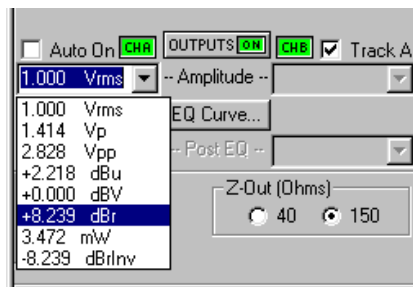 Auto On CHA OUTPUTS ON CHB Track A
1.000 Vrms -- Amplitude --
1.000 Vrms
EQ Curve...
1.414 Vp
2.828 Vpp
-- Post EQ --
+2.218 dBu
+0.000 dBV
Z-Out (Ohms)
+8.239 dBr
40 150
3.472 mW
-8.239 dBrInv